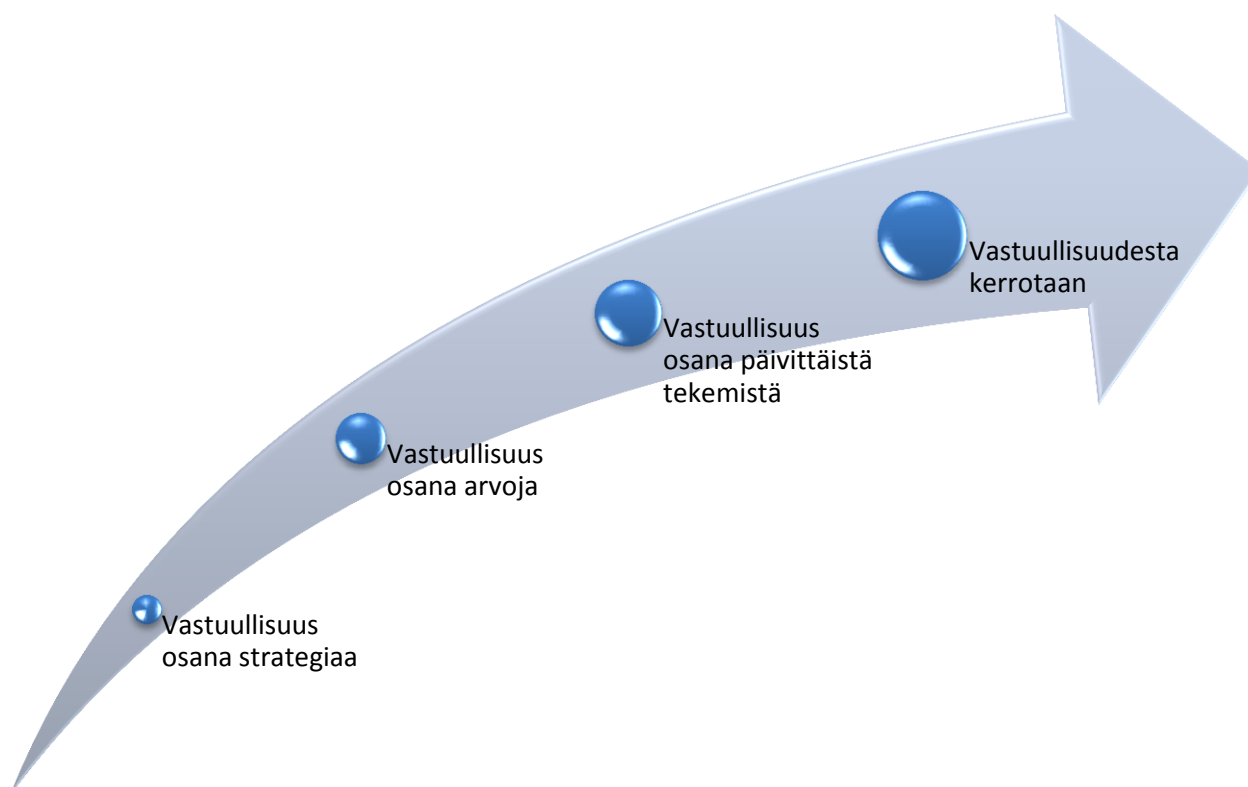 Vastuullisuus
osana strategiaa
Vastuullisuus
osana arvoja
Vastuullisuus
osana päivittäistä
tekemistä
Vastuullisuudesta
kerrotaan